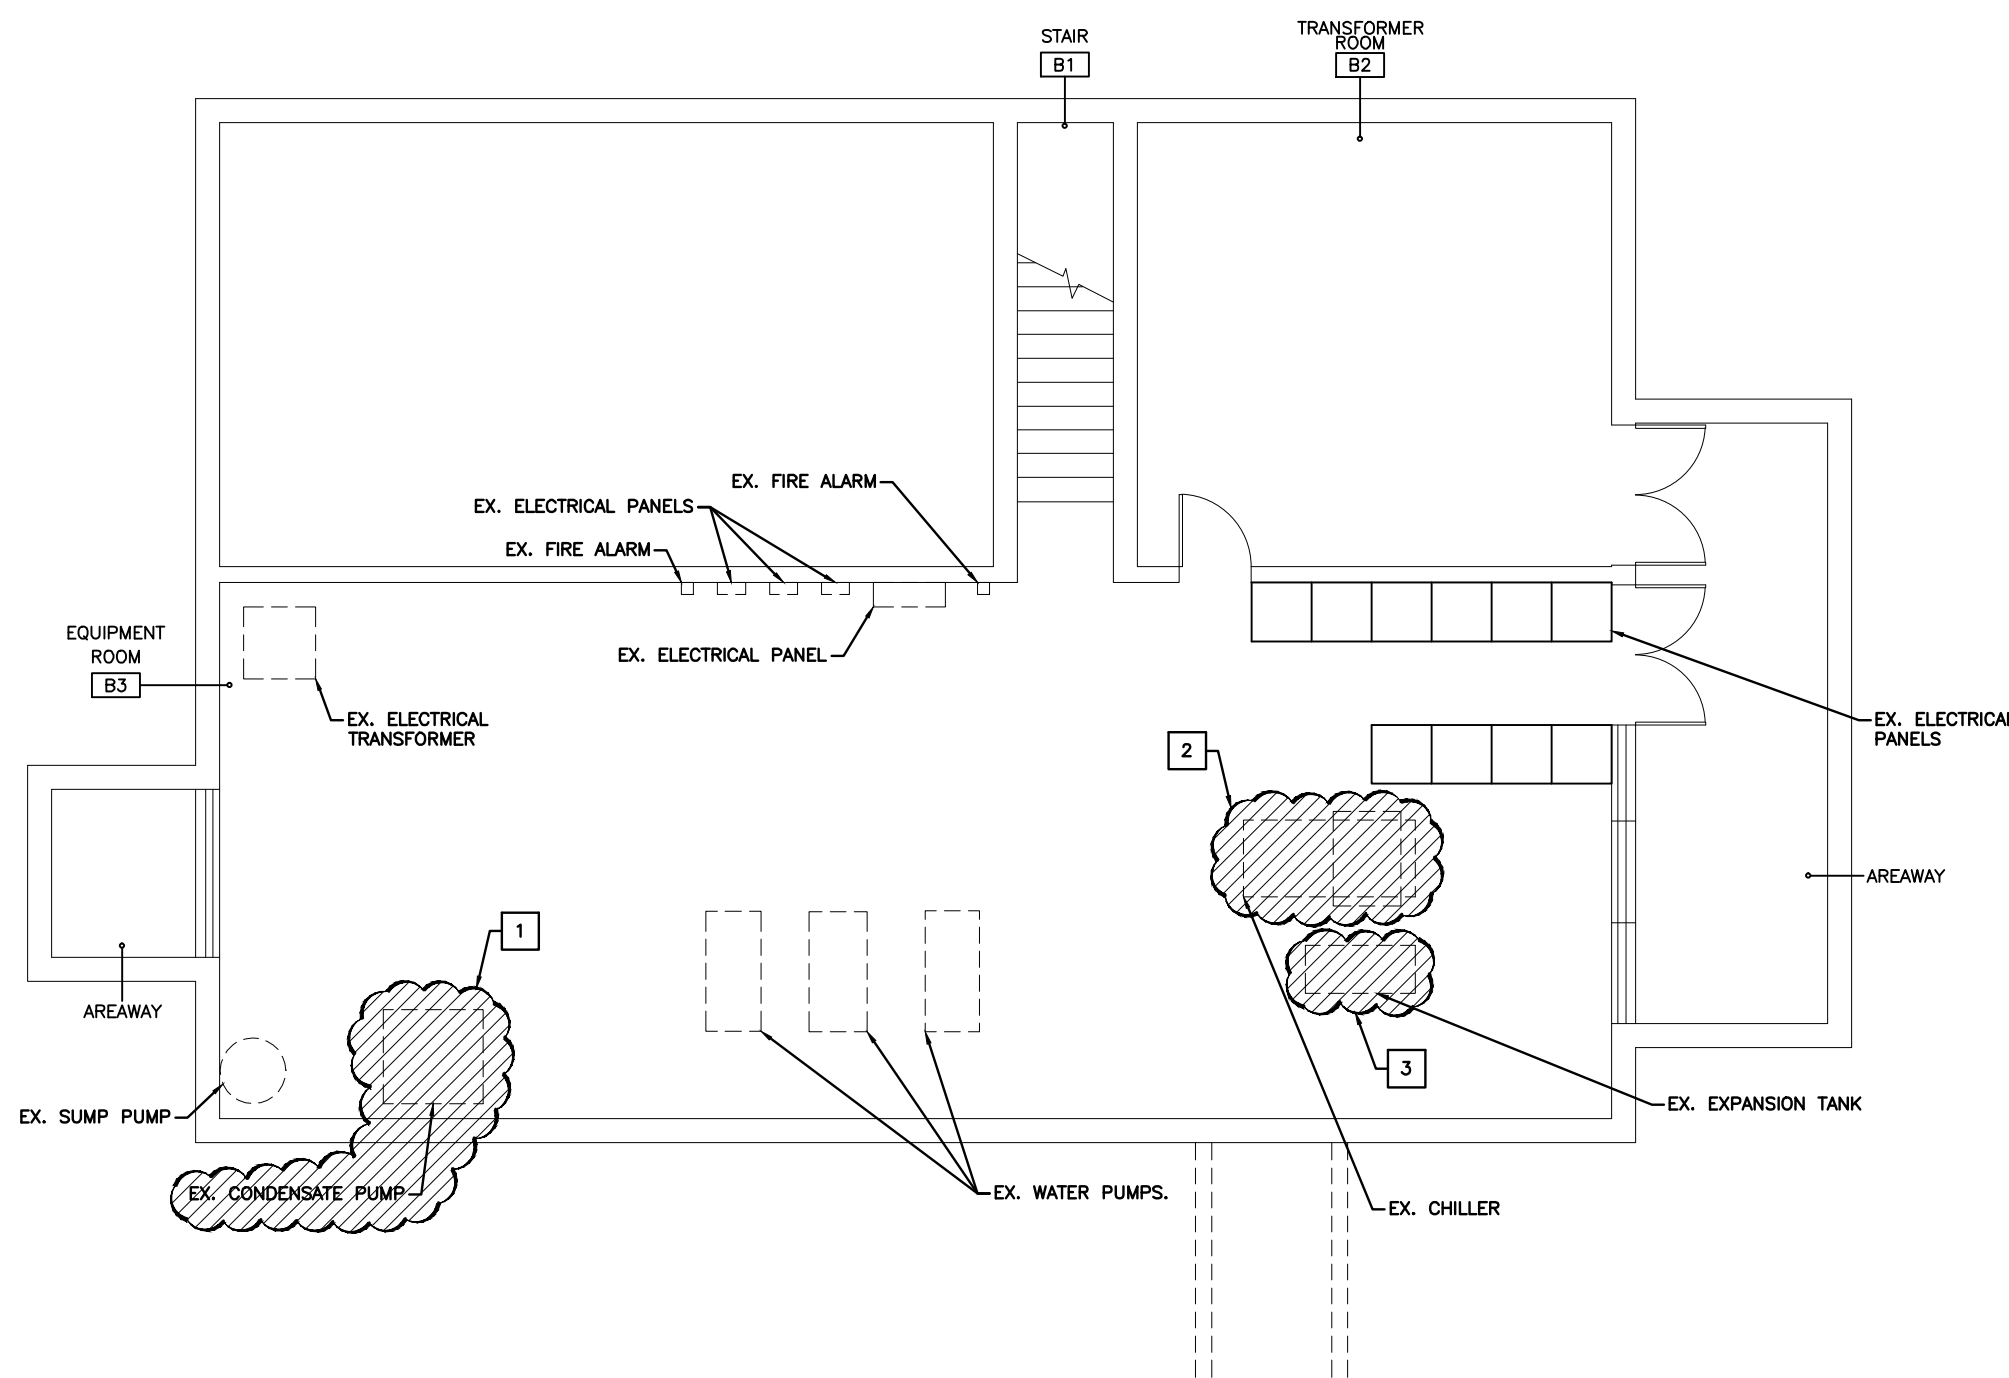 STAIR
B1
TRANSFORMER
ROOM
B2
EX. FIRE ALARM
EX. ELECTRICAL PANELS
EX. FIRE ALARM
EQUIPMENT
ROOM
B3
EX. ELECTRICAL PANEL
EX. ELECTRICAL
TRANSFORMER
EX. ELECTRICAL
PANELS
2
AREAWAY
1
AREAWAY
3
EX. SUMP PUMP
EX. EXPANSION TANK
EX. CONDENSATE PUMP
EX. WATER PUMPS.
EX. CHILLER